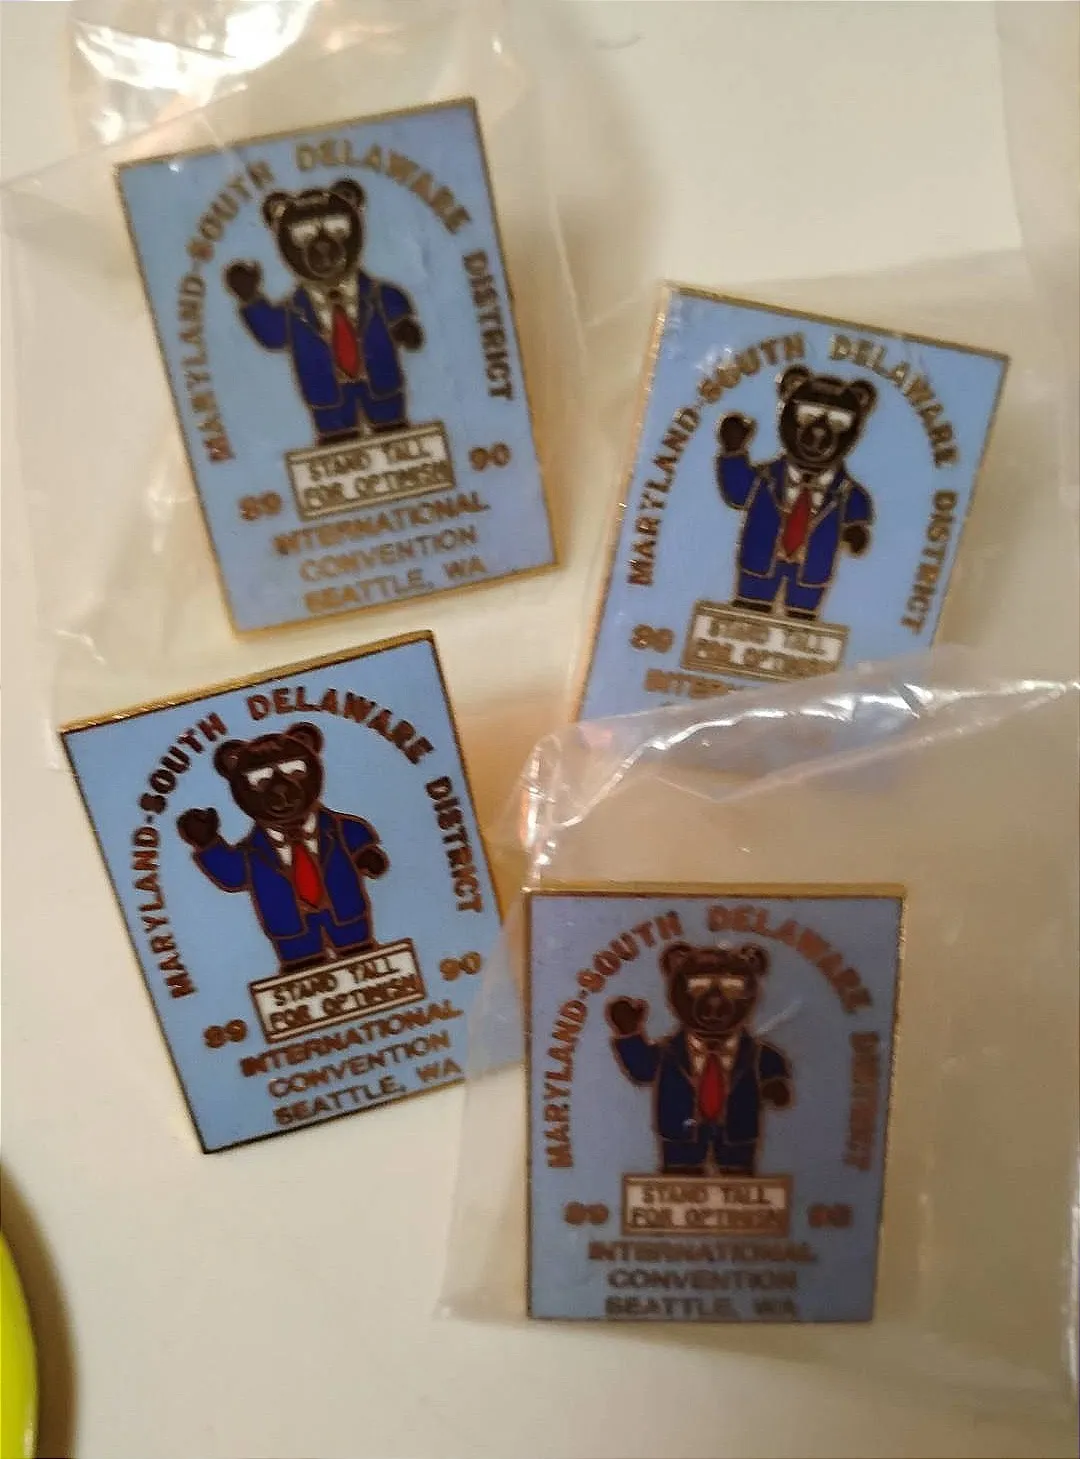 MARYLAND-SOUTH DELAWARE DISTRICT
STAND TALL
FOR OPTIMISM
89 90
INTERNATIONAL
CONVENTION
SEATTLE, WA
MARYLAND-SOUTH DELAWARE DISTRICT
STAND TALL
FOR OPTIMISM
89
MARYLAND-SOUTH DELAWARE DISTRICT
STAND TALL
FOR OPTIMISM
89 90
INTERNATIONAL
CONVENTION
SEATTLE, WA
MARYLAND-SOUTH DELAWARE DISTRICT
STAND TALL
FOR OPTIMISM
89 90
INTERNATIONAL
CONVENTION
SEATTLE, WA